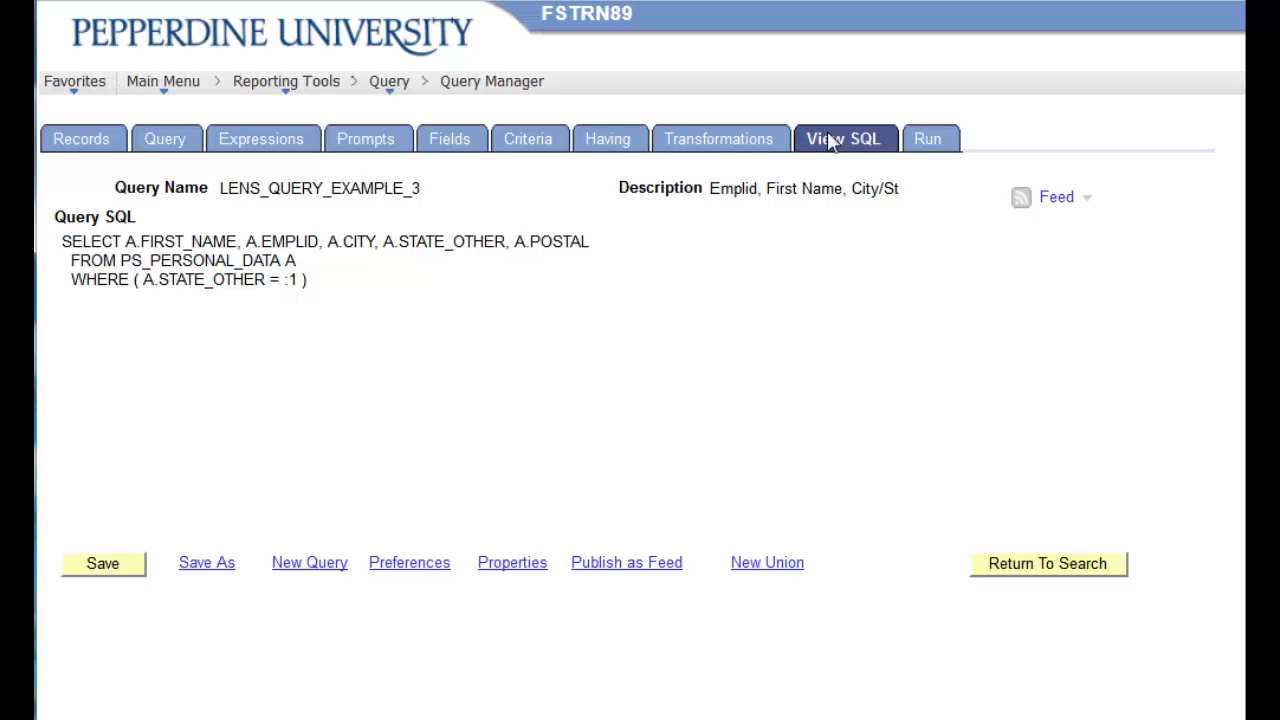 FSTRN89
PEPPERDINE UNIVERSITY
Favorites Main Menu > Reporting Tools > Query > Query Manager
Records Query Expressions Prompts Fields Criteria Having Transformations View SQL Run
Query Name LENS_QUERY_EXAMPLE_3 Description Emplid, First Name, City/St Feed
Query SQL
SELECT A.FIRST_NAME, A.EMPLID, A.CITY, A.STATE_OTHER, A.POSTAL
FROM PS_PERSONAL_DATA A
WHERE ( A.STATE_OTHER = :1 )
Save Save As New Query Preferences Properties Publish as Feed New Union Return To Search